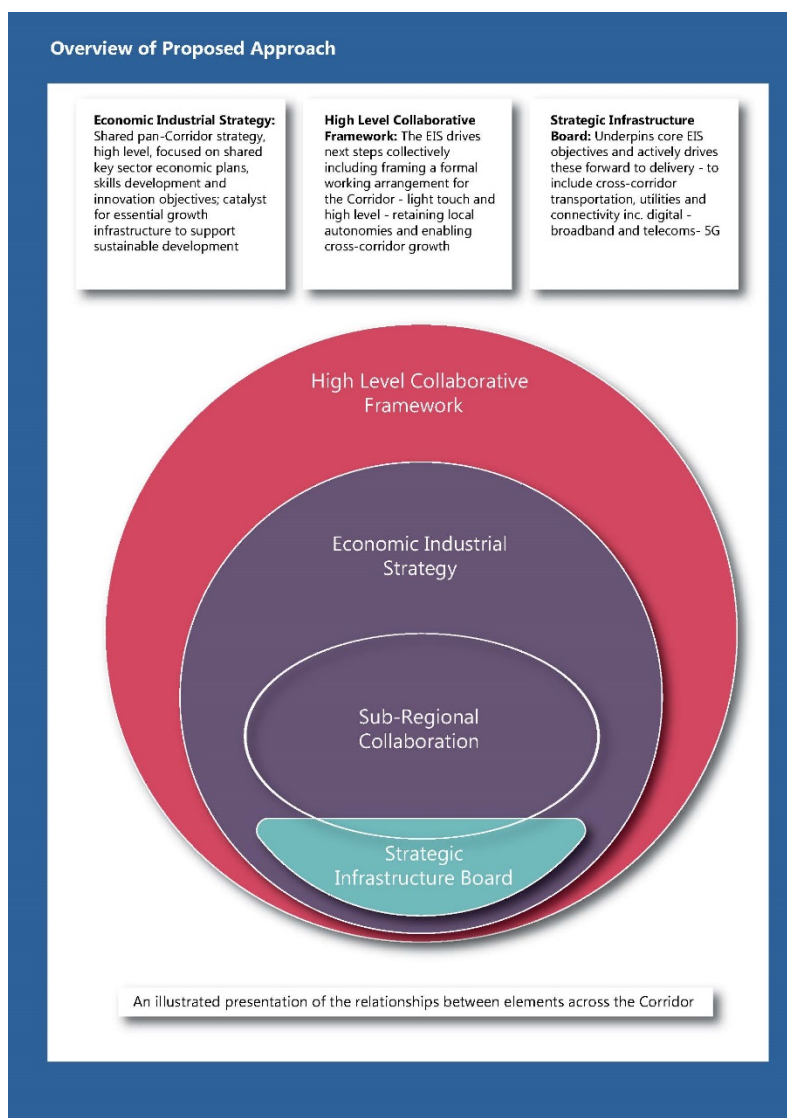 Overview of Proposed Approach
Economic Industrial Strategy:
Shared pan-Corridor strategy,
high level, focused on shared
key sector economic plans,
skills development and
innovation objectives; catalyst
for essential growth
infrastructure to support
sustainable development
High Level Collaborative
Framework: The EIS drives
next steps collectively
including framing a formal
working arrangement for
the Corridor - light touch and
high level - retaining local
autonomies and enabling
cross-corridor growth
Strategic Infrastructure
Board: Underpins core EIS
objectives and actively drives
these forward to delivery - to
include cross-corridor
transportation, utilities and
connectivity inc. digital -
broadband and telecoms- 5G
High Level Collaborative
Framework
Economic Industrial
Strategy
Sub-Regional
Collaboration
Strategic
Infrastructure Board
An illustrated presentation of the relationships between elements across the Corridor